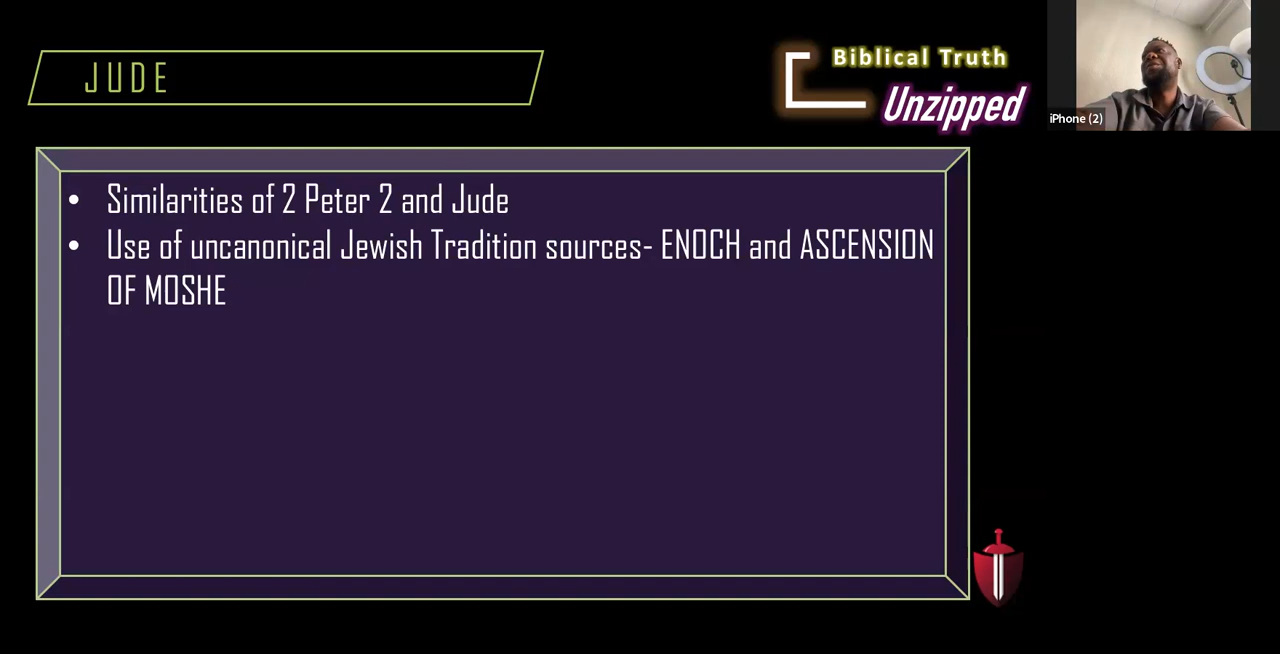 JUDE
Biblical Truth
Unzipped
iPhone (2)
• Similarities of 2 Peter 2 and Jude
• Use of uncanonical Jewish Tradition sources- ENOCH and ASCENSION
OF MOSHE